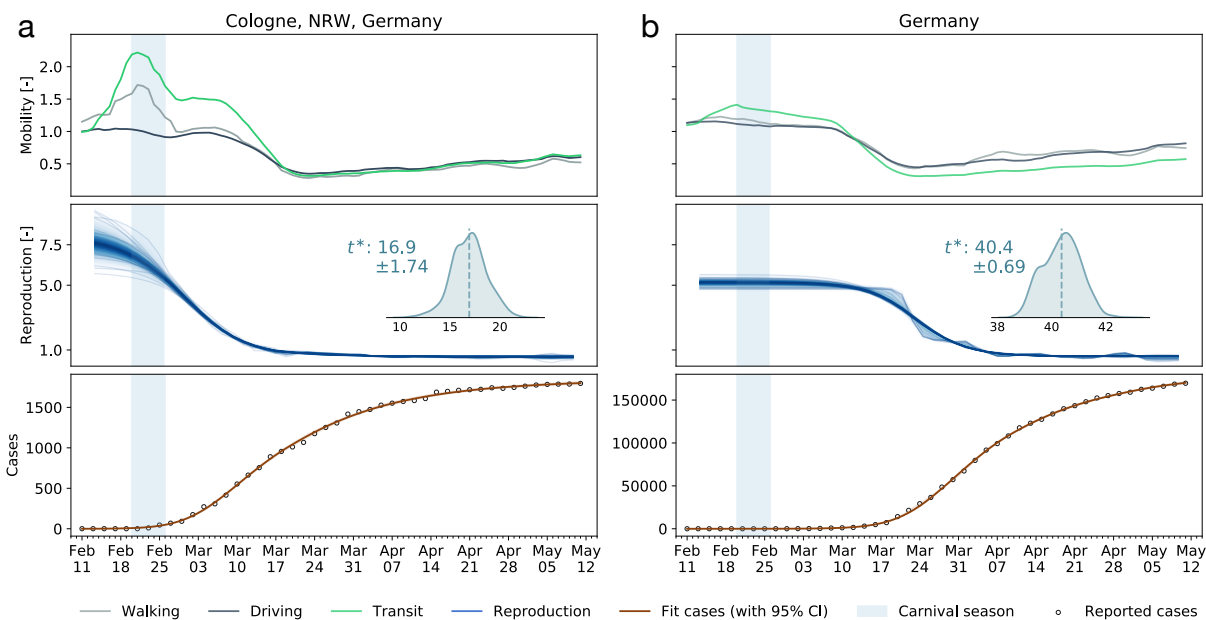 a
Cologne, NRW, Germany
b
Germany
Mobility [-]
2.0
1.5
1.0
0.5
Reproduction [-]
7.5
5.0
1.0
t*: 16.9
±1.74
10 15 20
t*: 40.4
±0.69
38 40 42
Cases
1500
1000
500
0
150000
100000
50000
0
Feb Feb Feb Mar Mar Mar Mar Mar Apr Apr Apr Apr May May
11 18 25 03 10 17 24 31 07 14 21 28 05 12
Feb Feb Feb Mar Mar Mar Mar Mar Apr Apr Apr Apr May May
11 18 25 03 10 17 24 31 07 14 21 28 05 12
Walking Driving Transit Reproduction Fit cases (with 95% CI) Carnival season Reported cases